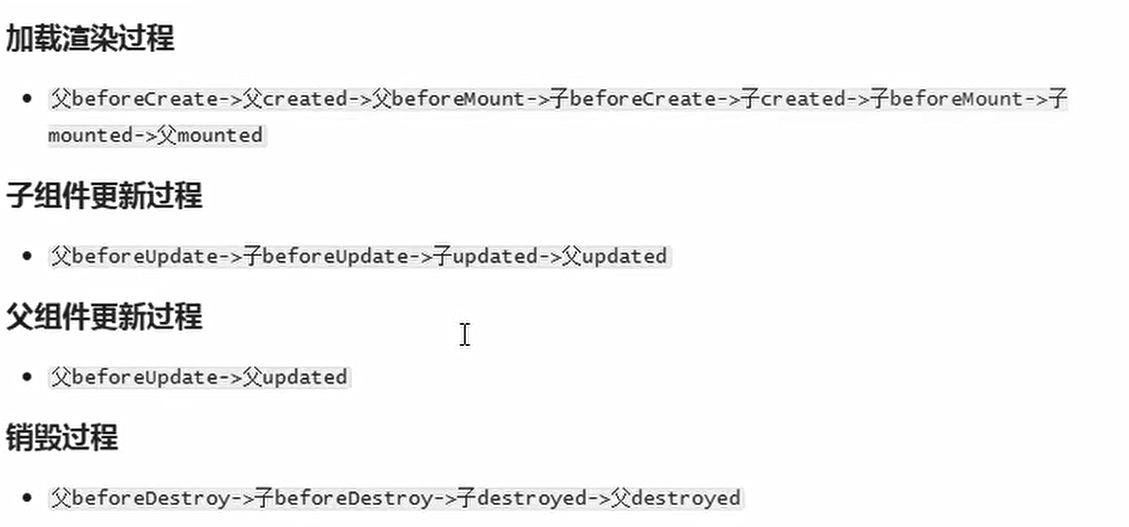 加载渲染过程
父beforeCreate->父created->父beforeMount->子beforeCreate->子created->子beforeMount->子
mounted->父mounted
子组件更新过程
父beforeUpdate->子beforeUpdate->子updated->父updated
父组件更新过程
父beforeUpdate->父updated
销毁过程
父beforeDestroy->子beforeDestroy->子destroyed->父destroyed